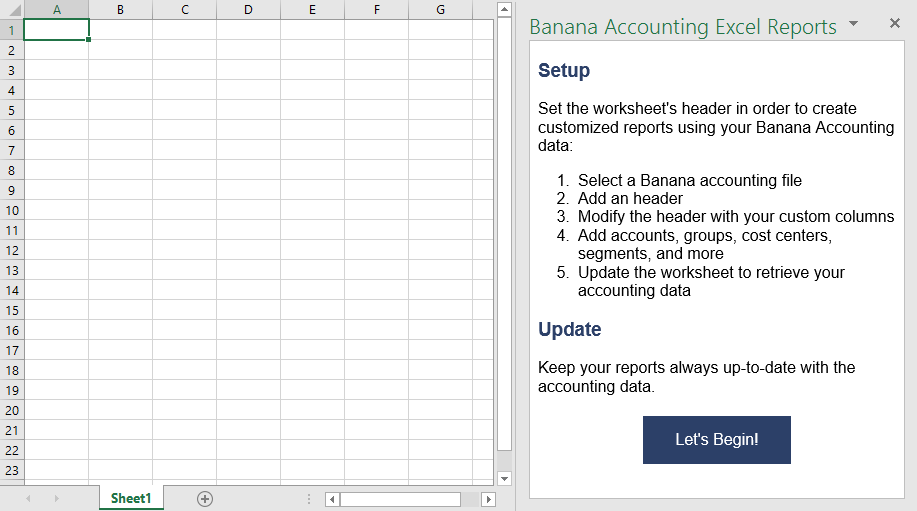 A B C D E F G
1
2
3
4
5
6
7
8
9
10
11
12
13
14
15
16
17
18
19
20
21
22
23
Sheet1
Banana Accounting Excel Reports
Setup
Set the worksheet's header in order to create
customized reports using your Banana Accounting
data:
1. Select a Banana accounting file
2. Add an header
3. Modify the header with your custom columns
4. Add accounts, groups, cost centers,
segments, and more
5. Update the worksheet to retrieve your
accounting data
Update
Keep your reports always up-to-date with the
accounting data.
Let's Begin!